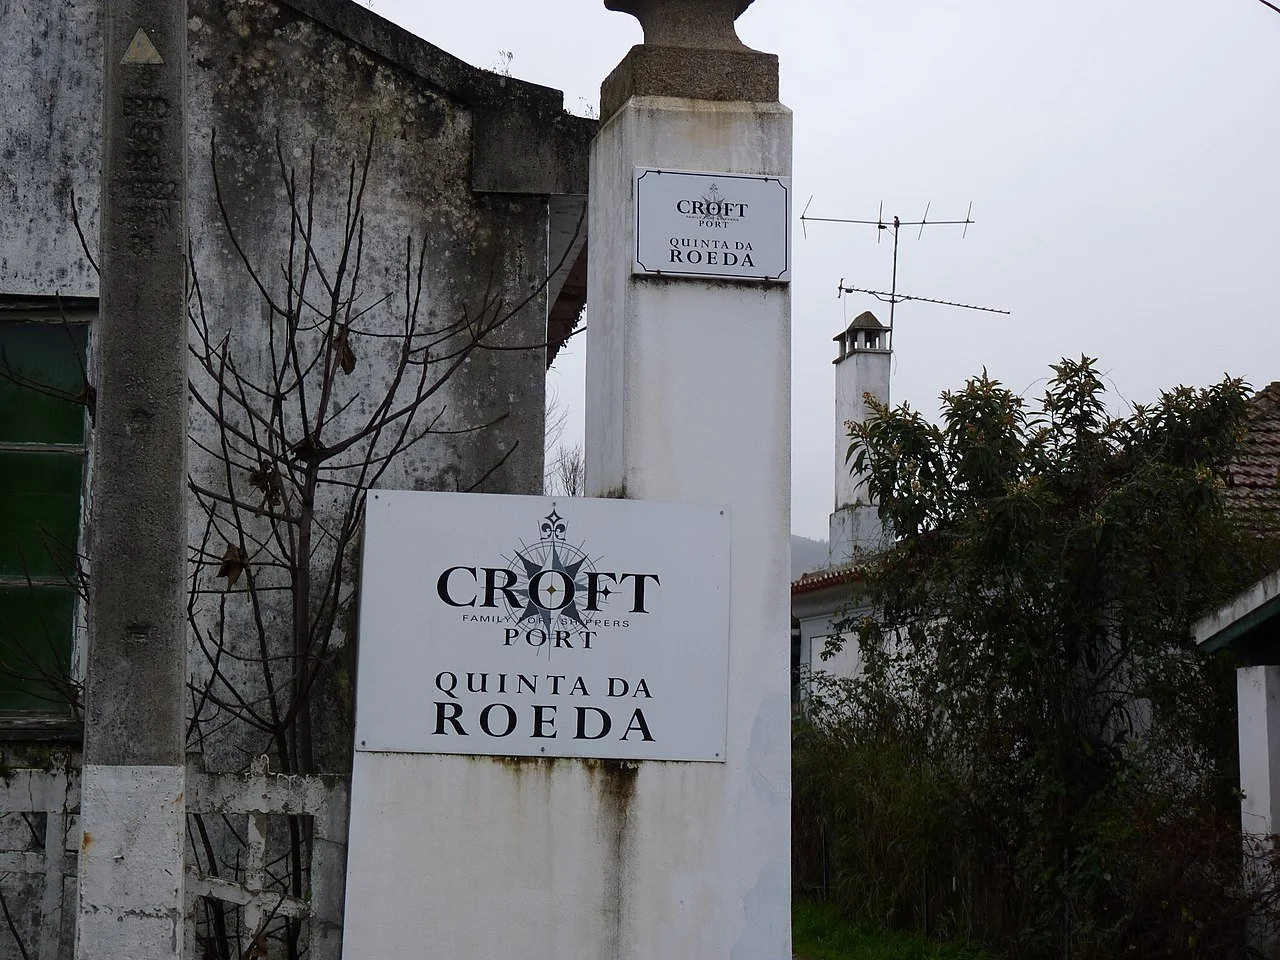 CROFT
PORT
QUINTA DA
ROEDA
CROFT
FAMILY PORT SHIPPERS
PORT
QUINTA DA
ROEDA